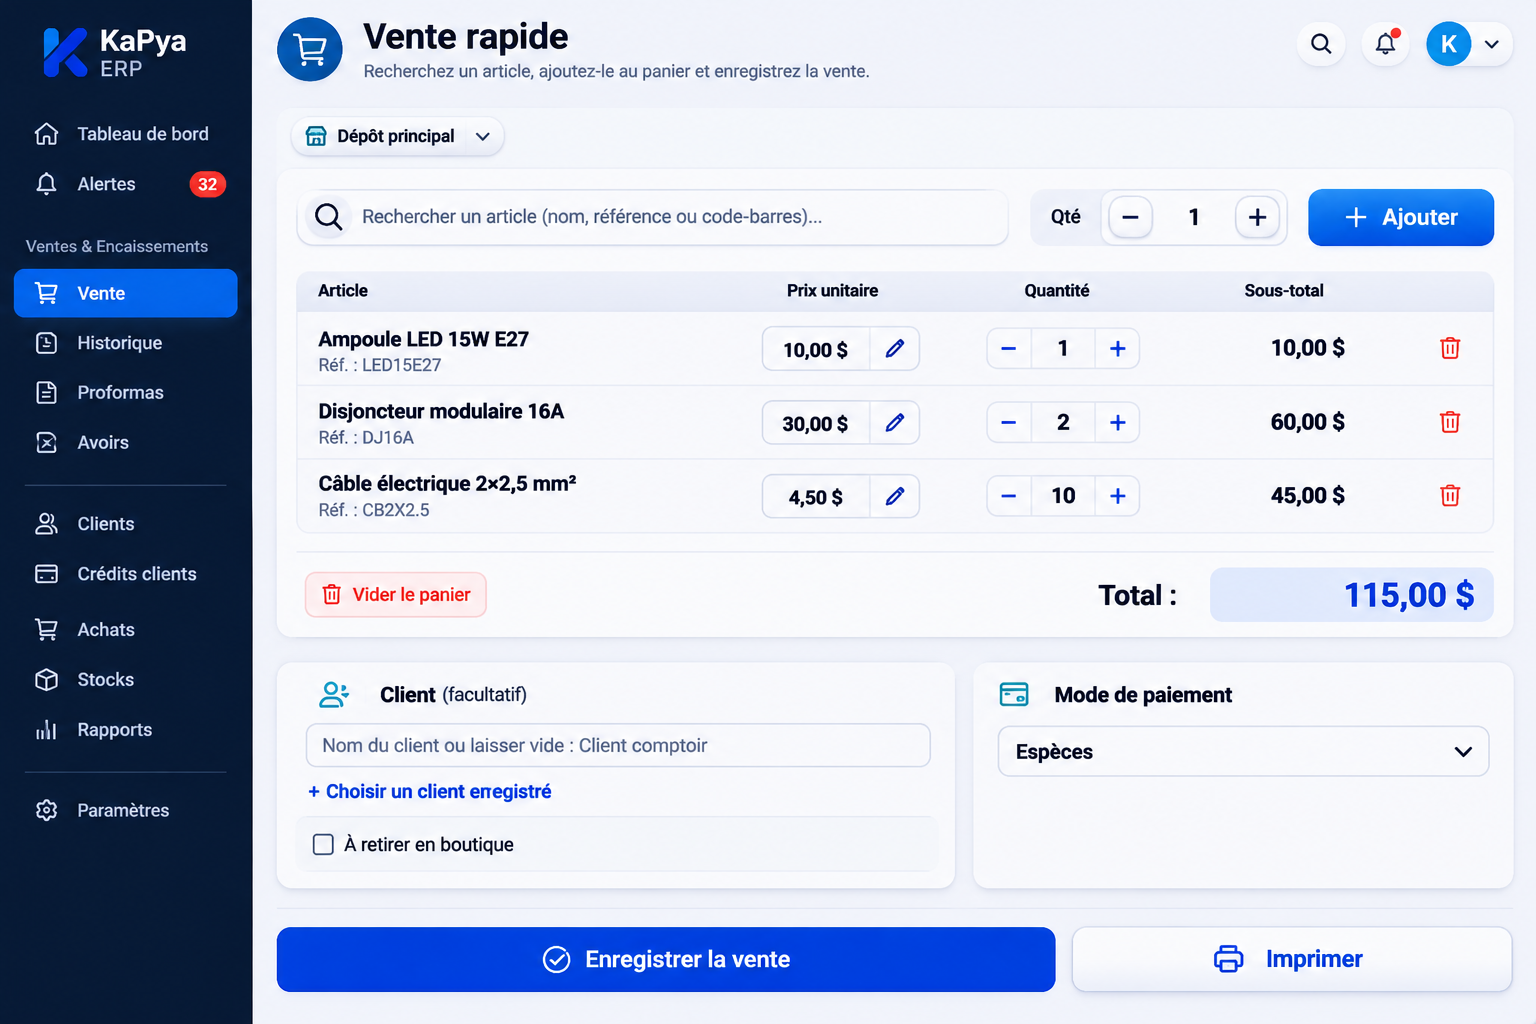 KaPya
ERP
Tableau de bord
Alertes 32
Ventes & Encaissements
Vente
Historique
Proformas
Avoirs
Clients
Crédits clients
Achats
Stocks
Rapports
Paramètres
Vente rapide
Recherchez un article, ajoutez-le au panier et enregistrez la vente.
K
Dépôt principal
Rechercher un article (nom, référence ou code-barres)...
Qté − 1 +
+ Ajouter
Article Prix unitaire Quantité Sous-total
Ampoule LED 15W E27
Réf. : LED15E27
10,00 $ − 1 + 10,00 $
Disjoncteur modulaire 16A
Réf. : DJ16A
30,00 $ − 2 + 60,00 $
Câble électrique 2×2,5 mm²
Réf. : CB2X2.5
4,50 $ − 10 + 45,00 $
Vider le panier
Total : 115,00 $
Client (facultatif)
Nom du client ou laisser vide : Client comptoir
+ Choisir un client enregistré
À retirer en boutique
Mode de paiement
Espèces
Enregistrer la vente
Imprimer